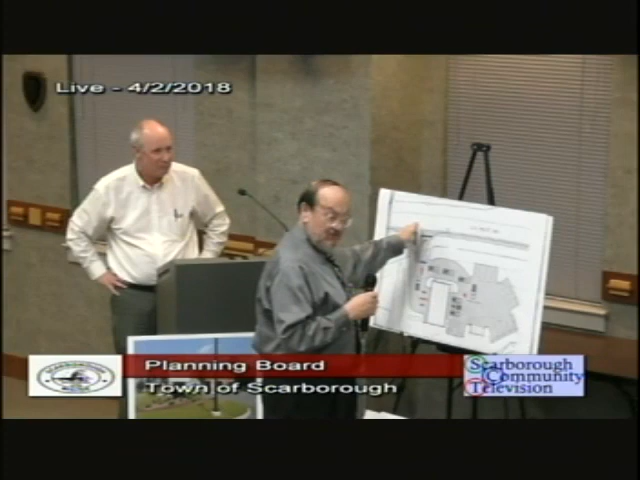 Live - 4/2/2018
Planning Board
Town of Scarborough
Scarborough
Community
Television